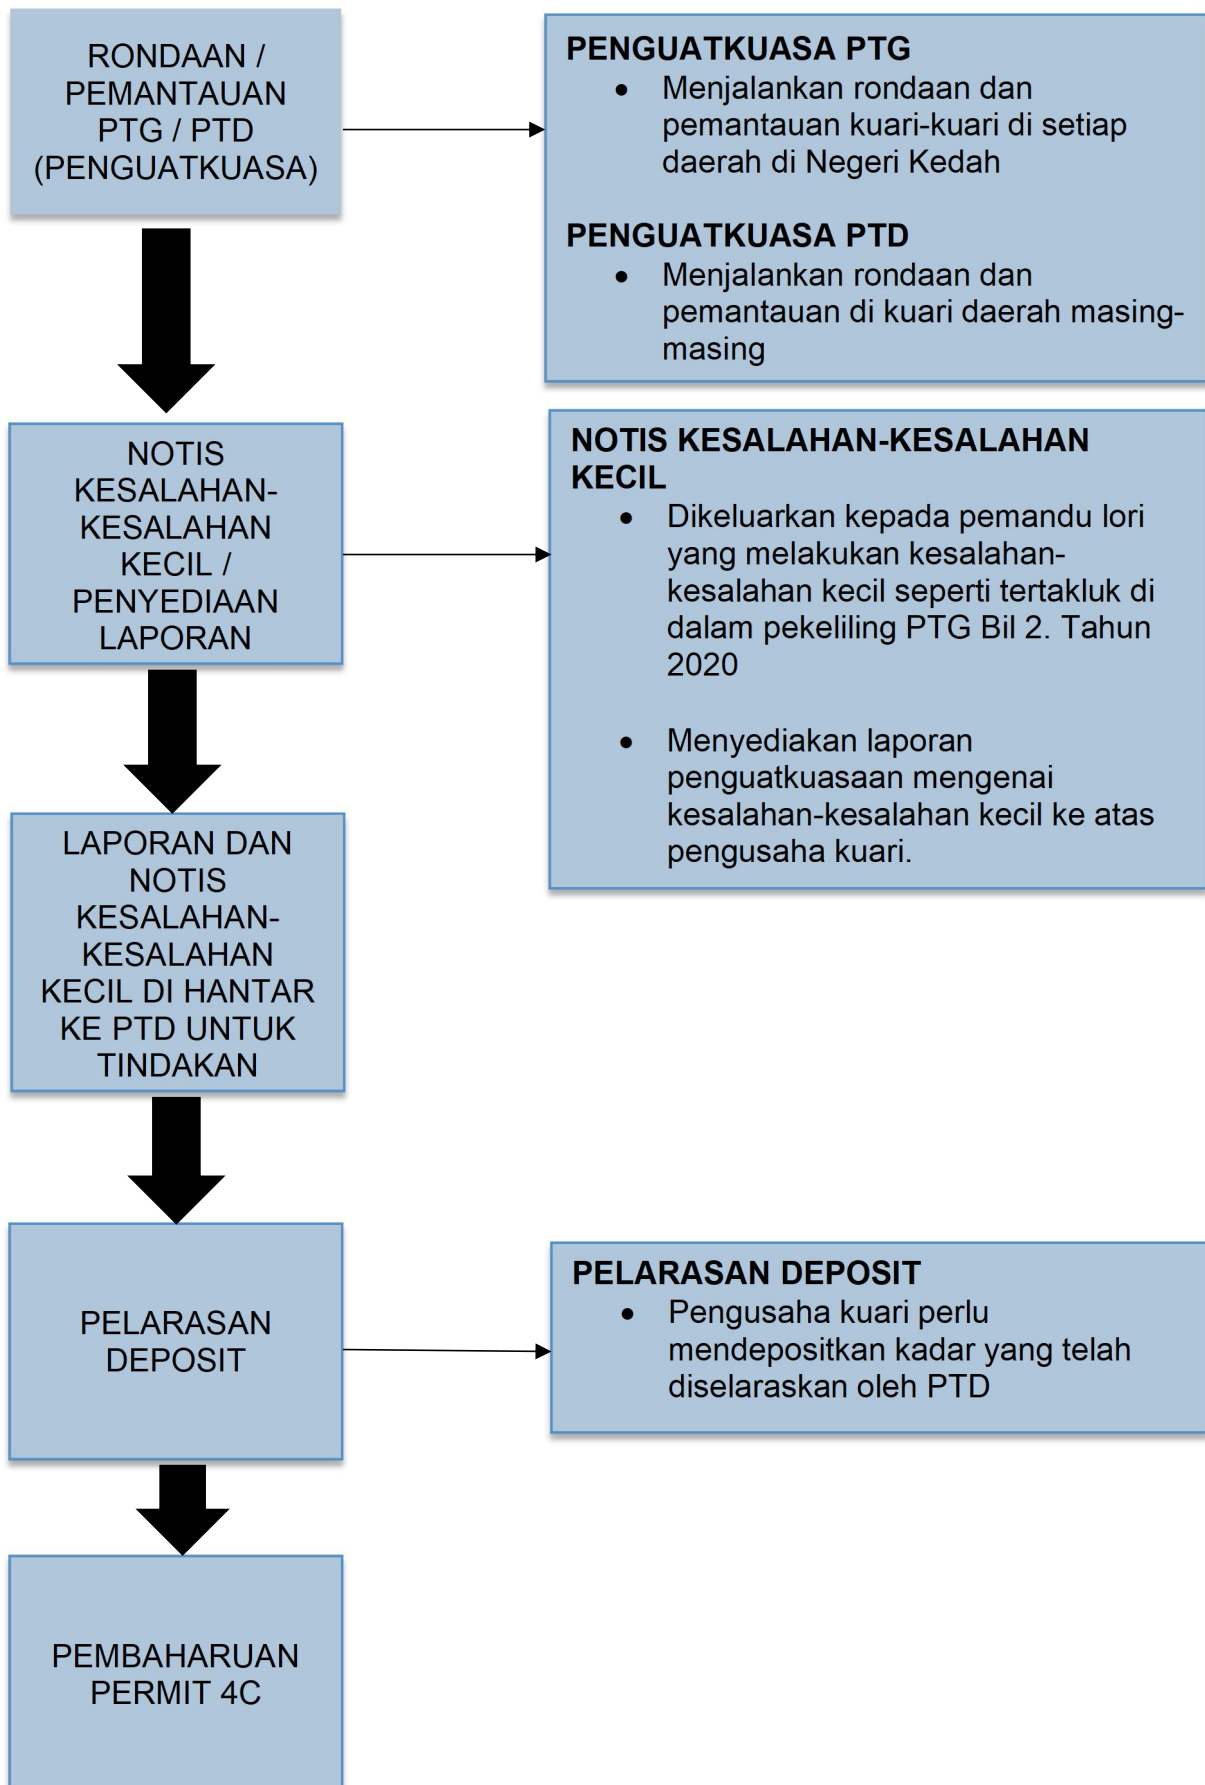 RONDAAN /
PEMANTAUAN
PTG / PTD
(PENGUATKUASA)
PENGUATKUASA PTG
• Menjalankan rondaan dan
pemantauan kuari-kuari di setiap
daerah di Negeri Kedah
PENGUATKUASA PTD
• Menjalankan rondaan dan
pemantauan di kuari daerah masing-
masing
NOTIS
KESALAHAN-
KESALAHAN
KECIL /
PENYEDIAAN
LAPORAN
NOTIS KESALAHAN-KESALAHAN
KECIL
• Dikeluarkan kepada pemandu lori
yang melakukan kesalahan-
kesalahan kecil seperti tertakluk di
dalam pekeliling PTG Bil 2. Tahun
2020
• Menyediakan laporan
penguatkuasaan mengenai
kesalahan-kesalahan kecil ke atas
pengusaha kuari.
LAPORAN DAN
NOTIS
KESALAHAN-
KESALAHAN
KECIL DI HANTAR
KE PTD UNTUK
TINDAKAN
PELARASAN
DEPOSIT
PELARASAN DEPOSIT
• Pengusaha kuari perlu
mendepositkan kadar yang telah
diselaraskan oleh PTD
PEMBAHARUAN
PERMIT 4C